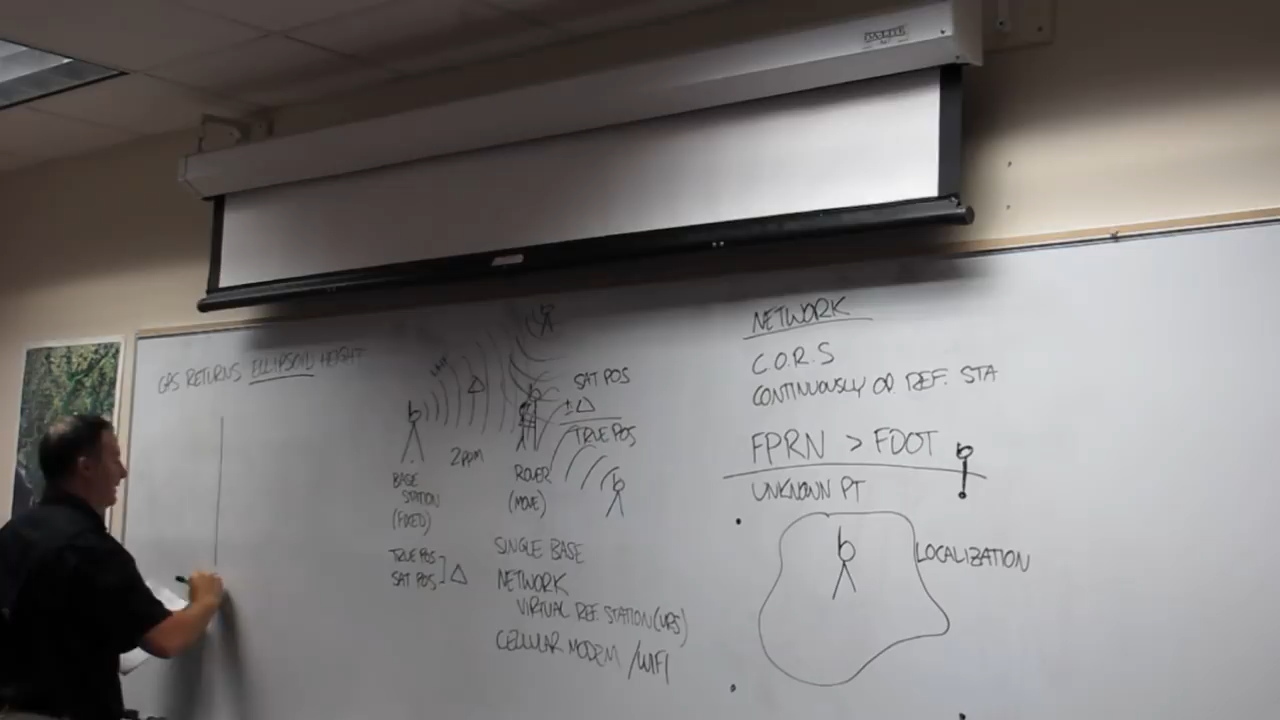 GPS RETURNS ELLIPSOID HEIGHT
UHF
2ppm
BASE
STATION
(FIXED)
TRUE POS
SAT POS
ROVER
(MOVE)
SAT POS
± △
TRUE POS
SINGLE BASE
NETWORK
VIRTUAL REF. STATION (VRS)
CELLULAR MODEM / WIFI
NETWORK
C.O.R.S
CONTINUOUSLY OP. REF. STA
FPRN > FDOT
UNKNOWN PT
LOCALIZATION